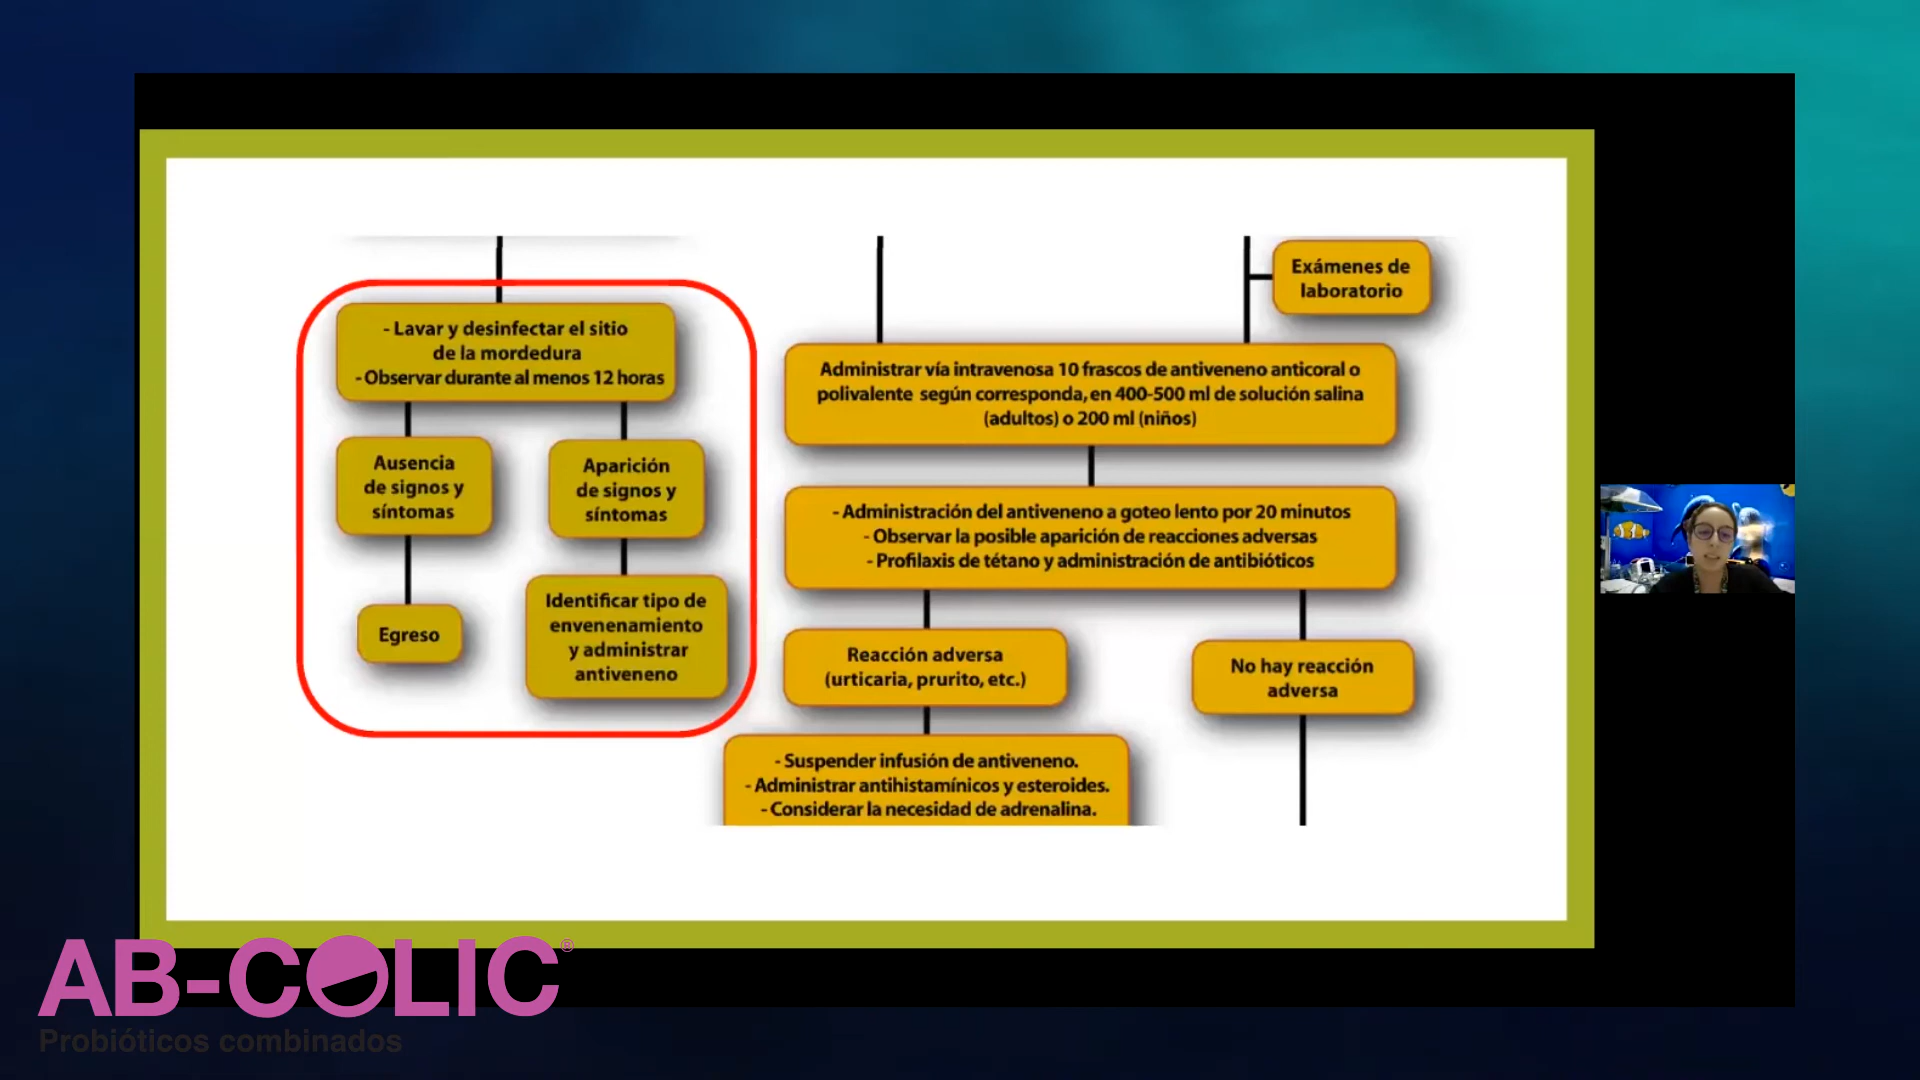 - Lavar y desinfectar el sitio
de la mordedura
- Observar durante al menos 12 horas
Ausencia
de signos y
síntomas
Aparición
de signos y
síntomas
Egreso
Identificar tipo de
envenenamiento
y administrar
antiveneno
Exámenes de
laboratorio
Administrar vía intravenosa 10 frascos de antiveneno anticoral o
polivalente según corresponda, en 400-500 ml de solución salina
(adultos) o 200 ml (niños)
- Administración del antiveneno a goteo lento por 20 minutos
- Observar la posible aparición de reacciones adversas
- Profilaxis de tétano y administración de antibióticos
Reacción adversa
(urticaria, prurito, etc.)
No hay reacción
adversa
- Suspender infusión de antiveneno.
- Administrar antihistamínicos y esteroides.
- Considerar la necesidad de adrenalina.
AB-COLIC®
Probióticos combinados